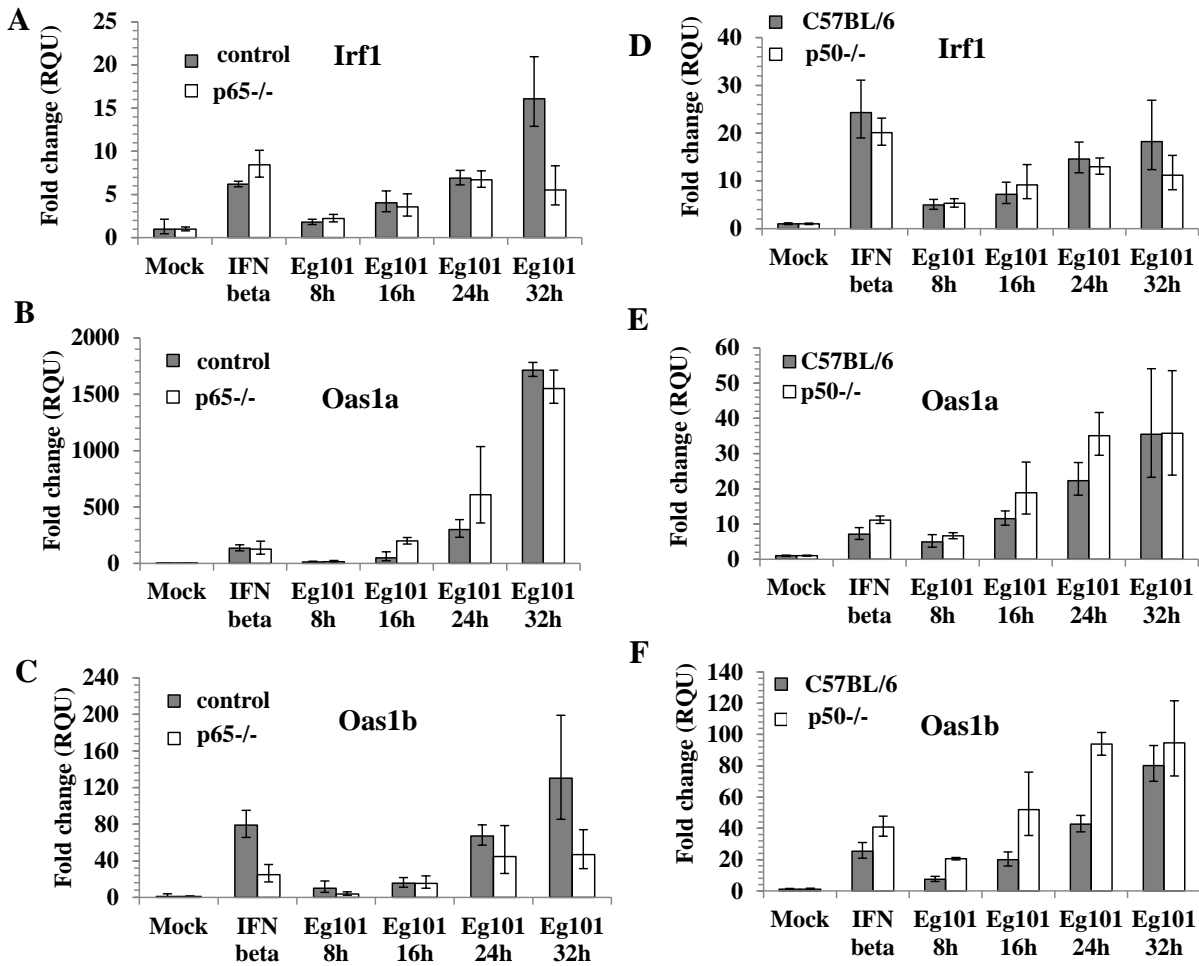 A
Irf1
control
p65-/-
Fold change (RQU)
25
20
15
10
5
0
Mock
IFN
beta
Eg101
8h
Eg101
16h
Eg101
24h
Eg101
32h
B
Oas1a
control
p65-/-
Fold change (RQU)
2000
1500
1000
500
0
Mock
IFN
beta
Eg101
8h
Eg101
16h
Eg101
24h
Eg101
32h
C
Oas1b
control
p65-/-
Fold change (RQU)
240
200
160
120
80
40
0
Mock
IFN
beta
Eg101
8h
Eg101
16h
Eg101
24h
Eg101
32h
D
Irf1
C57BL/6
p50-/-
Fold change (RQU)
40
30
20
10
0
Mock
IFN
beta
Eg101
8h
Eg101
16h
Eg101
24h
Eg101
32h
E
Oas1a
C57BL/6
p50-/-
Fold change (RQU)
60
50
40
30
20
10
0
Mock
IFN
beta
Eg101
8h
Eg101
16h
Eg101
24h
Eg101
32h
F
Oas1b
C57BL/6
p50-/-
Fold change (RQU)
140
120
100
80
60
40
20
0
Mock
IFN
beta
Eg101
8h
Eg101
16h
Eg101
24h
Eg101
32h